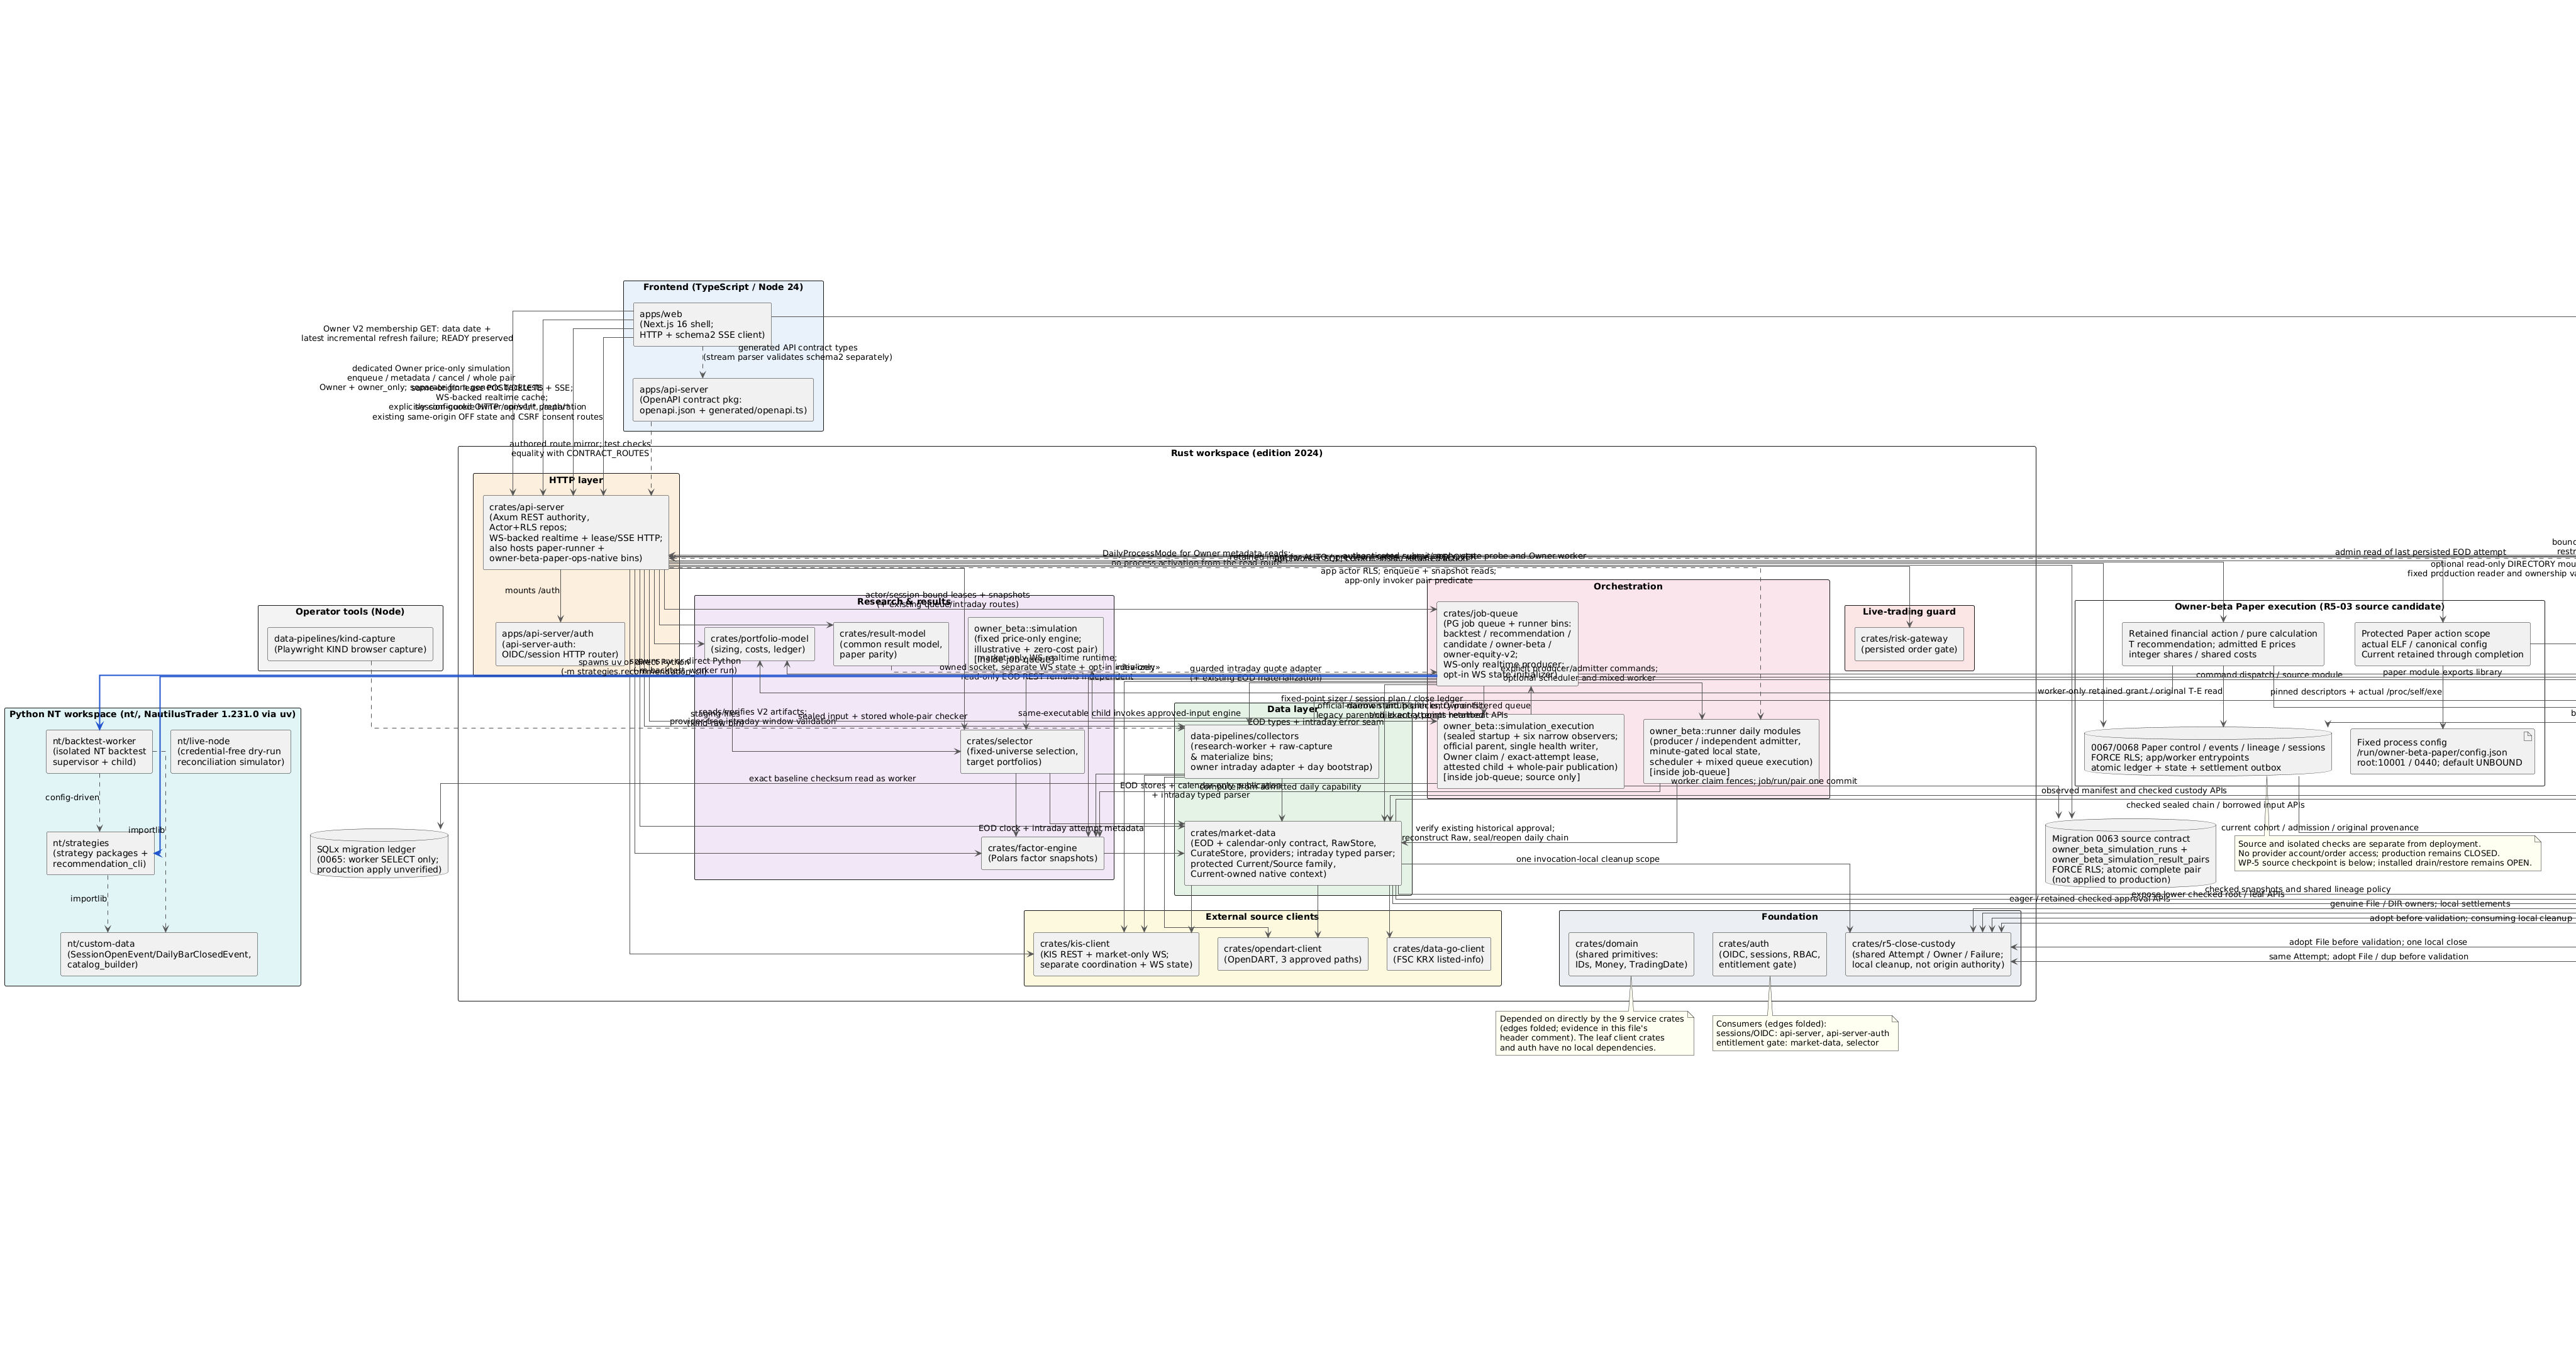 Frontend (TypeScript / Node 24)
apps/web
(Next.js 16 shell;
HTTP + schema2 SSE client)
Owner V2 membership GET: data date +
latest incremental refresh failure; READY preserved
generated API contract types
(stream parser validates schema2 separately)
dedicated Owner price-only simulation
enqueue / metadata / cancel / whole pair
WS-backed realtime cache;
existing same-origin OFF state and CSRF consent routes
apps/api-server
(OpenAPI contract pkg:
openapi.json + generated/openapi.ts)
authored route mirror; test checks
equality with CONTRACT_ROUTES
Rust workspace (edition 2024)
HTTP layer
crates/api-server
(Axum REST authority,
Actor+RLS repos;
WS-backed realtime + lease/SSE HTTP;
also hosts paper-runner +
owner-beta-paper-ops-native bins)
mounts /auth
apps/api-server/auth
(api-server-auth:
OIDC/session HTTP router)
Operator tools (Node)
data-pipelines/kind-capture
(Playwright KIND browser capture)
DailyProcessMode for Owner metadata reads;
no process activation from the read route
app actor RLS; enqueue + snapshot reads;
app-only invoker pair predicate
actor/session bound leases + snapshots
(+ existing queue/intraday routes)
Research & results
crates/portfolio-model
(sizing, costs, ledger)
crates/result-model
(common result model,
paper parity)
owner_beta::simulation
(fixed price-only engine;
illustrative + zero-cost pair)
[inside job-queue]
Orchestration
crates/job-queue
(PG job queue + runner bins:
backtest / recommendation /
candidate / owner-beta /
owner-equity-v2;
WS-only realtime producer;
opt-in WS state initializer)
Live-trading guard
crates/risk-gateway
(persisted order gate)
admin read of last persisted EOD attempt
optional read-only DIRECTORY mou
fixed production reader and ownership va
Owner-beta Paper execution (R5-03 source candidate)
Retained financial action / pure calculation
T recommendation; admitted E prices
integer shares / shared costs
Protected Paper action scope
actual ELF / canonical config
Current retained through completion
command dispatch / source module
paper module exports library
worker-only retained grant / original T-E read
pinned descriptors + actual /proc/self/exe
0067/0068 Paper control / events / lineage / sessions
FORCE RLS; app/worker entrypoints
atomic ledger + state + settlement outbox
Fixed process config
/run/owner-beta-paper/config.json
root:10001 / 0440; default UNBOUND
guarded intraday quote adapter
(+ existing EOD materialization)
explicit producer/admitter commands;
optional scheduler and mixed worker
fixed-point sizer / session plan / close ledger
Python NT workspace (nt/, NautilusTrader 1.231.0 via uv)
nt/backtest-worker
(isolated NT backtest
supervisor + child)
nt/live-node
(credential-free dry-run
reconciliation simulator)
config-driven
importlib
nt/strategies
(strategy packages +
recommendation_cli)
importlib
nt/custom-data
(SessionOpenEvent/DailyBarClosedEvent,
catalog_builder)
SQLx migration ledger
(0065: worker SELECT only;
production apply unverified)
exact baseline checksum read as worker
sealed input + stored whole-pair checker
same-executable child invokes approved-input engine
crates/selector
(fixed-universe selection,
target portfolios)
EOD clock + intraday attempt metadata
crates/factor-engine
(Polars factor snapshots)
Data layer
EOD types + intraday error seam
data-pipelines/collectors
(research-worker + raw-capture
& materialize bins;
owner intraday adapter + day bootstrap)
+ intraday typed parser
crates/market-data
(EOD + calendar-only contract, RawStore,
CurateStore, providers; intraday typed parser;
protected Current/Source family,
Current-owned native context)
owner_beta::simulation_execution
(sealed startup + six narrow observers;
official parent, single health writer,
Owner claim / exact-attempt lease,
attested child + whole-pair publication)
[inside job-queue; source only]
owner_beta::runner daily modules
(producer / independent admitter,
minute-gated local state,
scheduler + mixed queue execution)
[inside job-queue]
worker claim fences; job/run/pair one commit
verify existing historical approval;
reconstruct Raw, seal/reopen daily chain
one invocation-local cleanup scope
observed manifest and checked custody APIs
checked sealed chain / borrowed input APIs
current cohort / admission / original provenance
Migration 0063 source contract
owner_beta_simulation_runs +
owner_beta_simulation_result_pairs
FORCE RLS; atomic complete pair
(not applied to production)
Source and isolated checks are separate from deployment.
No provider account/order access; production remains CLOSED.
WP-5 source checkpoint is below; installed drain/restore remains OPEN.
checked snapshots and shared lineage policy
expose lower checked root / leaf APIs
eager / retained checked approval APIs
genuine File / DIR owners; local settlements
adopt before validation; consuming local cleanup
adopt File before validation; one local close
same Attempt; adopt File / dup before validation
External source clients
crates/kis-client
(KIS REST + market-only WS;
separate coordination + WS state)
crates/opendart-client
(OpenDART, 3 approved paths)
crates/data-go-client
(FSC KRX listed-info)
Foundation
crates/domain
(shared primitives:
IDs, Money, TradingDate)
crates/auth
(OIDC, sessions, RBAC,
entitlement gate)
crates/r5-close-custody
(shared Attempt / Owner / Failure;
local cleanup, not origin authority)
Depended on directly by the 9 service crates
(edges folded; evidence in this file's
header comment). The leaf client crates
and auth have no local dependencies.
Consumers (edges folded):
sessions/OIDC: api-server, api-server-auth
entitlement gate: market-data, selector